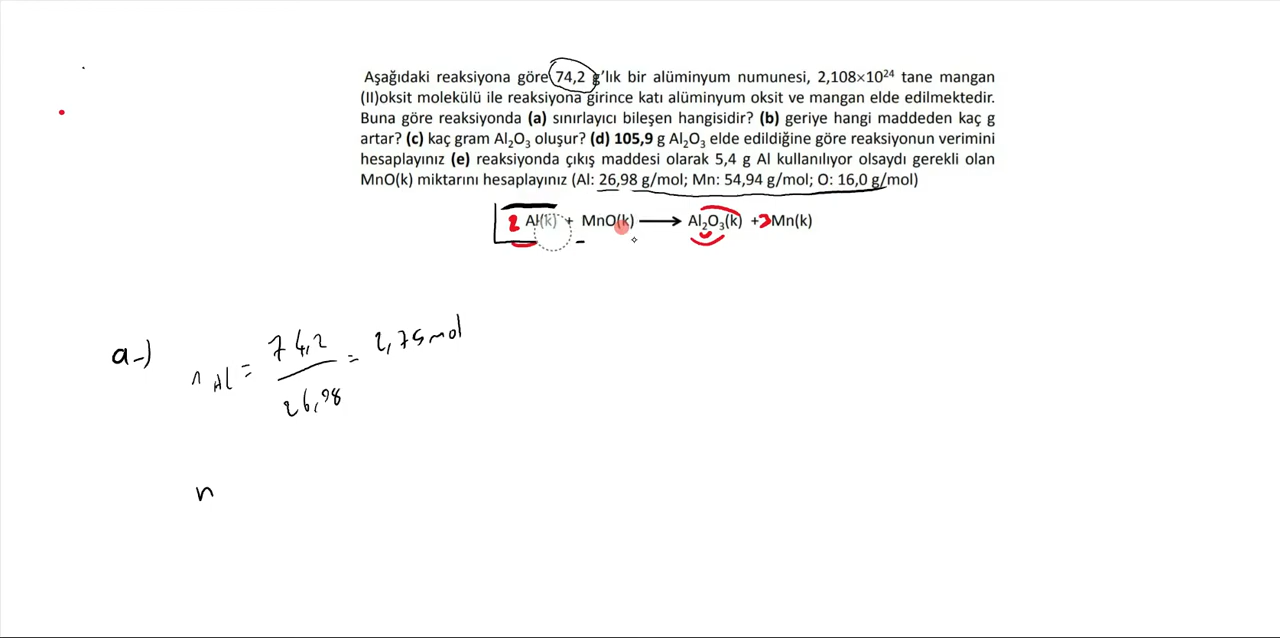 Aşağıdaki reaksiyona göre 74,2 g'lık bir alüminyum numunesi, 2,108×10²⁴ tane mangan
(II)oksit molekülü ile reaksiyona girince katı alüminyum oksit ve mangan elde edilmektedir.
Buna göre reaksiyonda (a) sınırlayıcı bileşen hangisidir? (b) geriye hangi maddeden kaç g
artar? (c) kaç gram Al₂O₃ oluşur? (d) 105,9 g Al₂O₃ elde edildiğine göre reaksiyonun verimini
hesaplayınız (e) reaksiyonda çıkış maddesi olarak 5,4 g Al kullanılıyor olsaydı gerekli olan
MnO(k) miktarını hesaplayınız (Al: 26,98 g/mol; Mn: 54,94 g/mol; O: 16,0 g/mol)
2 Al(k) + MnO(k) ⟶ Al₂O₃(k) + 3Mn(k)
a-) n Al = 74,2 / 26,98 = 2,75 mol
n